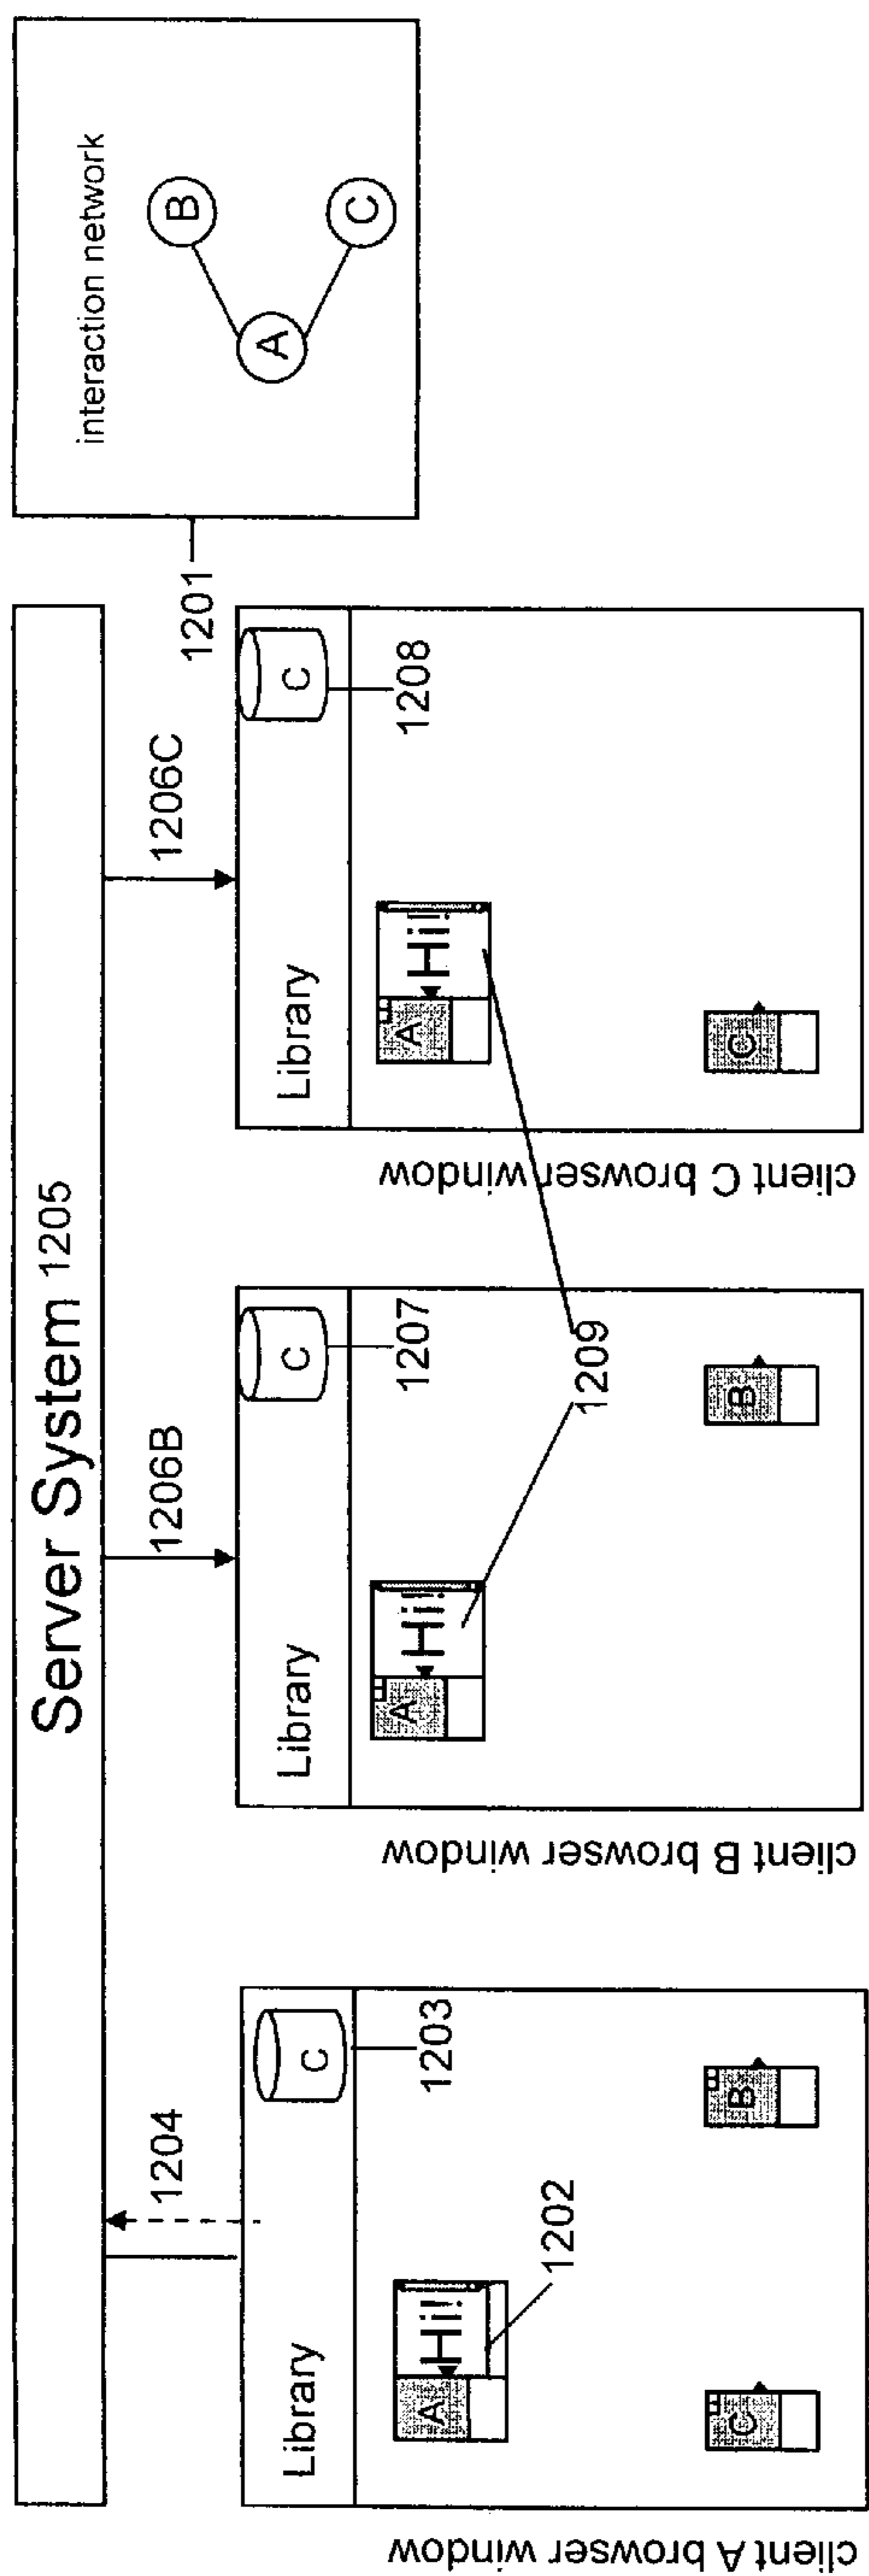 Server System 1205
interaction network
B
A
C
1201
1204
1206B
1206C
Library
C
1203
A
Hi!
1202
C
B
client A browser window
Library
C
1207
A
Hi!
B
client B browser window
1209
Library
C
1208
A
Hi!
C
client C browser window